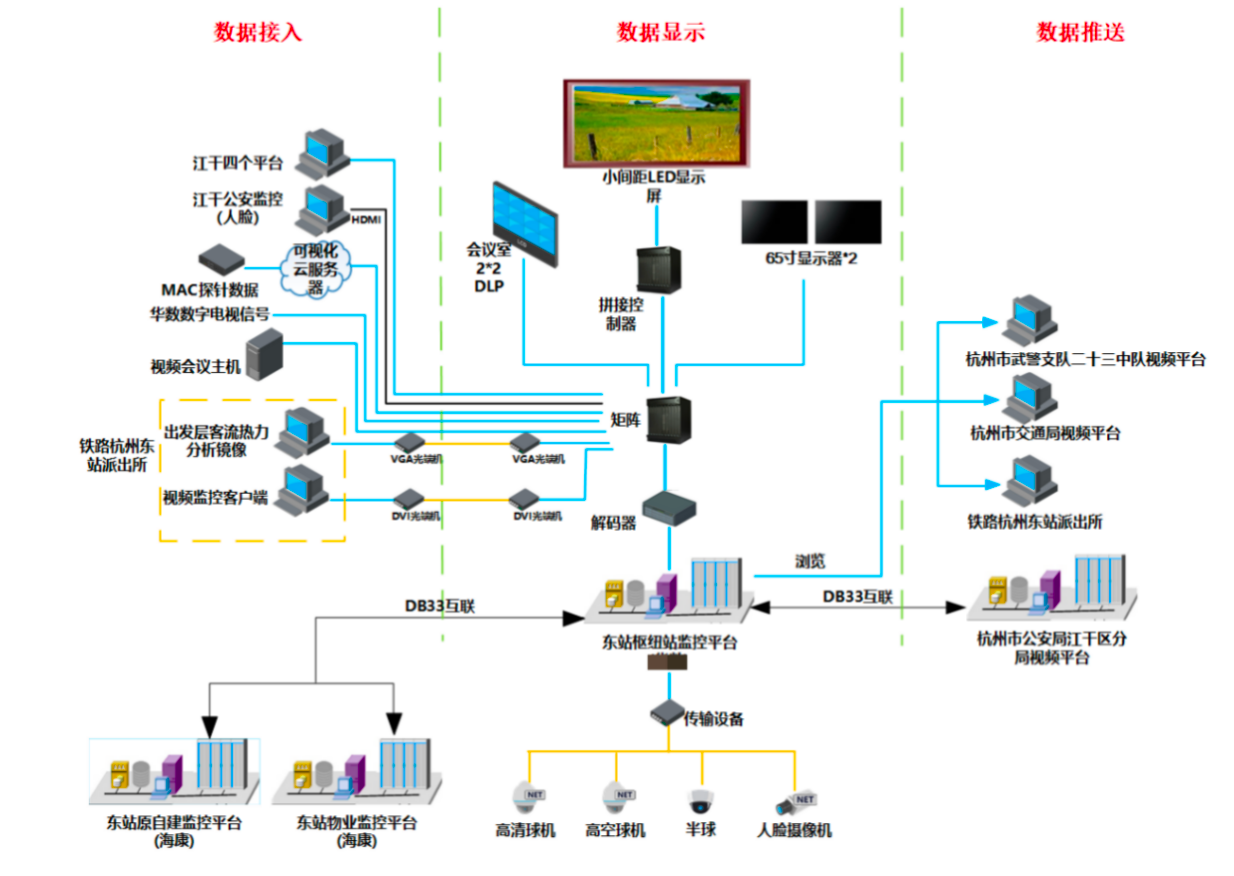 数据接入
数据显示
数据推送
江干四个平台
江干公安监控
(人脸)
HDMI
可视化
云服务
器
MAC探针数据
华数数字电视信号
视频会议主机
铁路杭州东
站派出所
出发层客流热力
分析镜像
视频监控客户端
VGA光端机
VGA光端机
DVI光端机
DVI光端机
小间距LED显示
屏
会议室
2*2
DLP
65寸显示器*2
拼接控
制器
矩阵
解码器
浏览
DB33互联
DB33互联
东站枢纽站监控平台
杭州市武警支队二十三中队视频平台
杭州市交通局视频平台
铁路杭州东站派出所
杭州市公安局江干区分
局视频平台
传输设备
NET
NET
NET
高清球机
高空球机
半球
人脸摄像机
东站原自建监控平台
(海康)
东站物业监控平台
(海康)